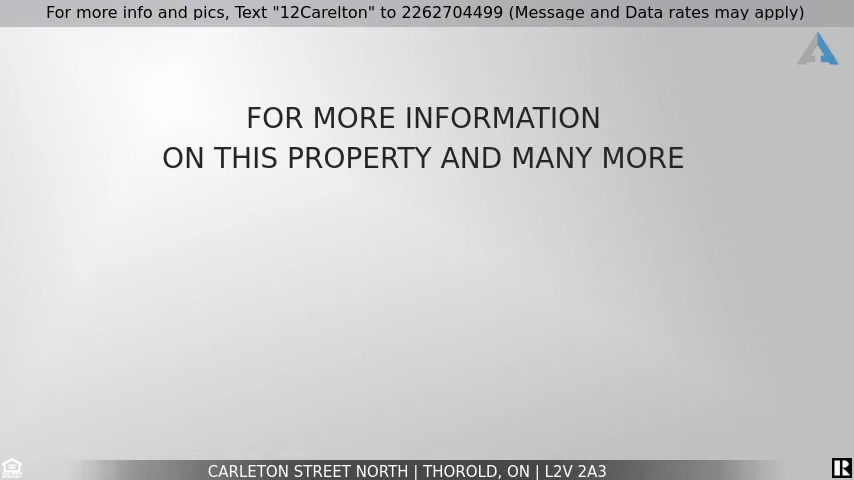 For more info and pics, Text "12Carelton" to 2262704499 (Message and Data rates may apply)
FOR MORE INFORMATION
ON THIS PROPERTY AND MANY MORE
CARLETON STREET NORTH | THOROLD, ON | L2V 2A3